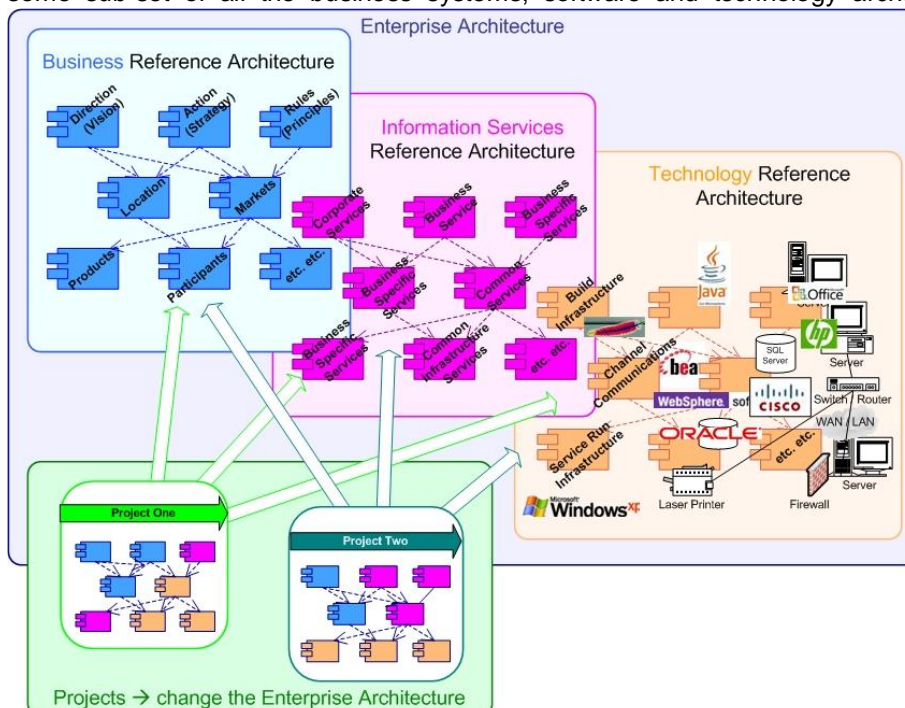 some sub-set of all the business systems, software and technology
Enterprise Architecture
Business Reference Architecture
Direction
(Vision)
Action
(Strategy)
Rules
(Principles)
Location
Markets
Products
Participants
etc. etc.
Information Services
Reference Architecture
Corporate
Services
Business
Service
Business
Specific
Services
Business
Specific
Services
Common
Services
Business
Specific
Services
Common
Infrastructure
Services
etc. etc.
Technology Reference
Architecture
Build
Infrastructure
Java
Office
hp
Channel
Communications
bea
SQL
Server
Server
WebSphere.
CISCO
Switch / Router
WAN / LAN
Service Run
Infrastructure
ORACLE
etc. etc.
Server
Microsoft
Windows xp
Laser Printer
Firewall
Project One
Project Two
Projects → change the Enterprise Architecture